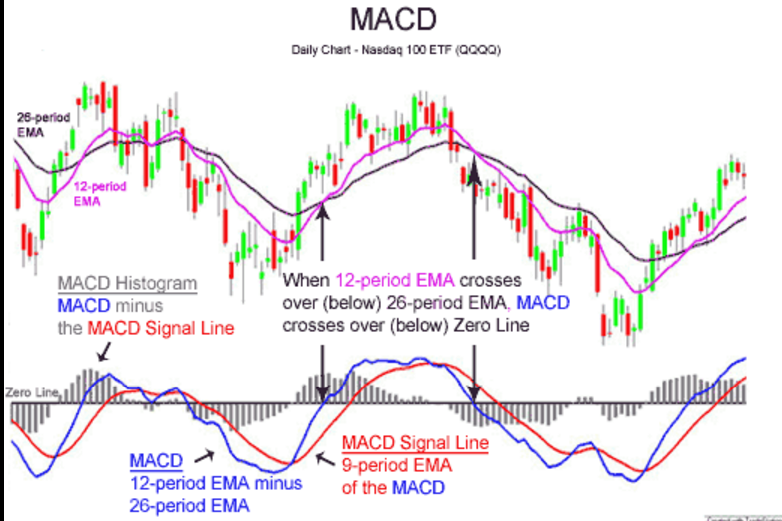 MACD
Daily Chart - Nasdaq 100 ETF (QQQQ)
26-period
EMA
12-period
EMA
MACD Histogram
MACD minus
the MACD Signal Line
When 12-period EMA crosses
over (below) 26-period EMA, MACD
crosses over (below) Zero Line
Zero Line
MACD
12-period EMA minus
26-period EMA
MACD Signal Line
9-period EMA
of the MACD